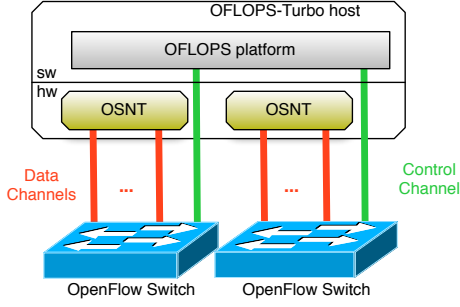 OFLOPS-Turbo host
OFLOPS platform
sw
hw
OSNT
OSNT
Data
Channels
...
...
Control
Channel
OpenFlow Switch
OpenFlow Switch